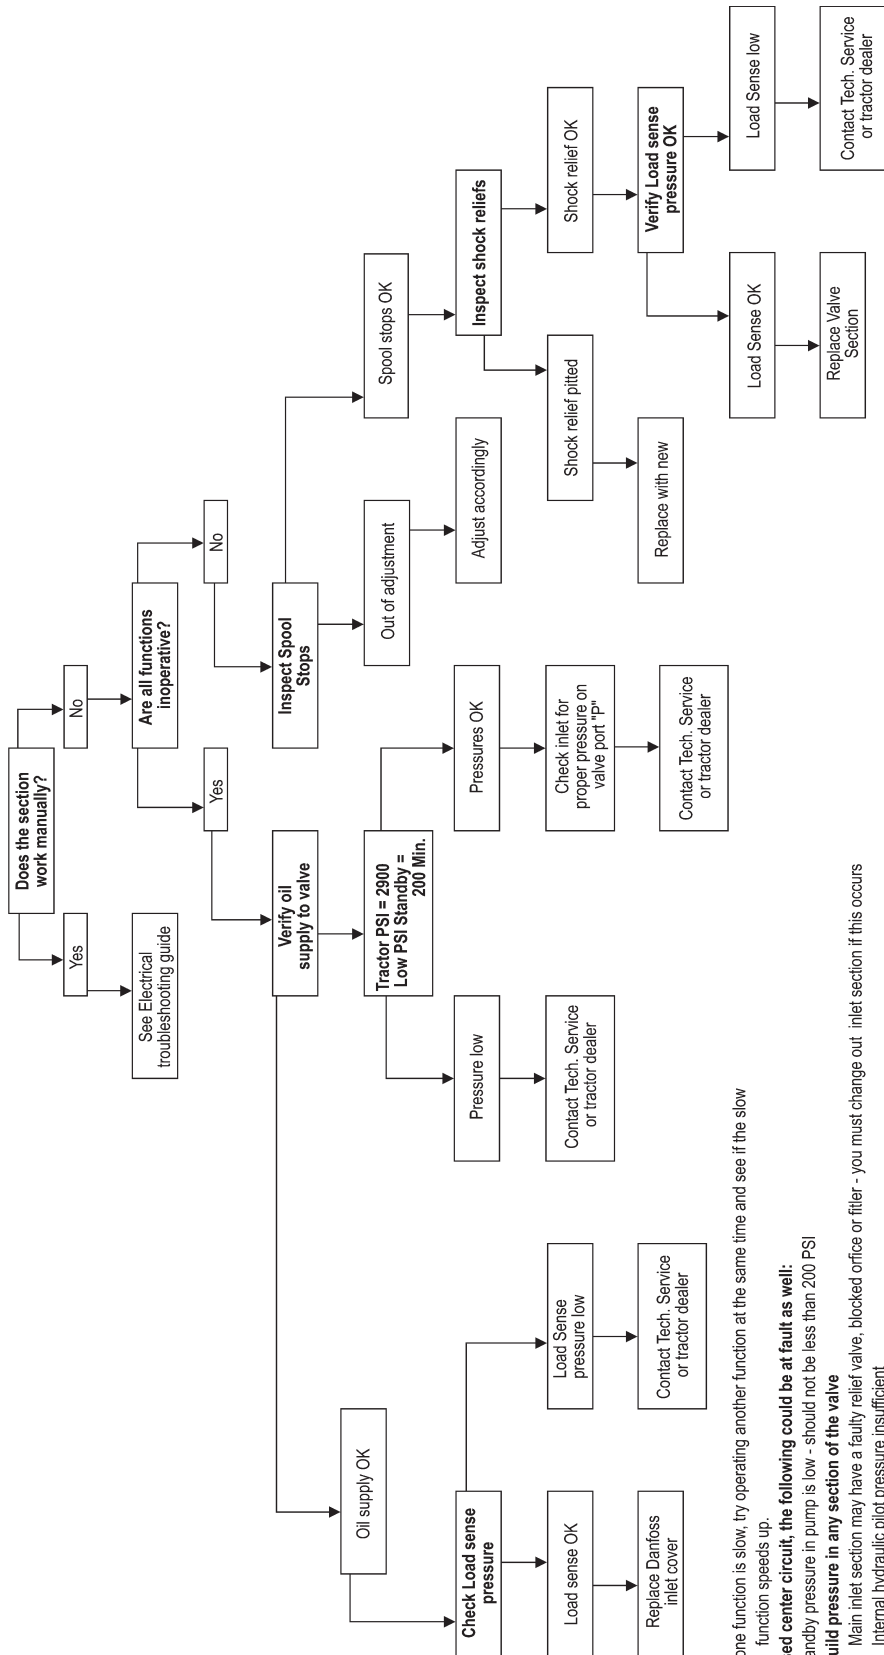 Does the section
work manually?
Yes
No
See Electrical
troubleshooting guide
Are all functions
inoperative?
Yes
No
Verify oil
supply to valve
Inspect Spool
Stops
Oil supply OK
Tractor PSI = 2900
Low PSI Standby =
200 Min.
Out of adjustment
Spool stops OK
Check Load sense
pressure
Pressure low
Pressures OK
Adjust accordingly
Inspect shock reliefs
Load sense OK
Load Sense
pressure low
Contact Tech. Service
or tractor dealer
Check inlet for
proper pressure on
valve port "P"
Shock relief pitted
Shock relief OK
Replace Danfoss
inlet cover
Contact Tech. Service
or tractor dealer
Contact Tech. Service
or tractor dealer
Replace with new
Verify Load sense
pressure OK
Load Sense OK
Load Sense low
Replace Valve
Section
Contact Tech. Service
or tractor dealer
one function is slow, try operating another function at the same time and see if the slow
function speeds up.
center circuit, the following could be at fault as well:
pressure in pump is low - should not be less than 200 PSI
pressure in any section of the valve
Main inlet section may have a faulty relief valve, blocked orfice or fitler - you must change out inlet section if this occurs
Internal hydraulic pilot pressure insufficient